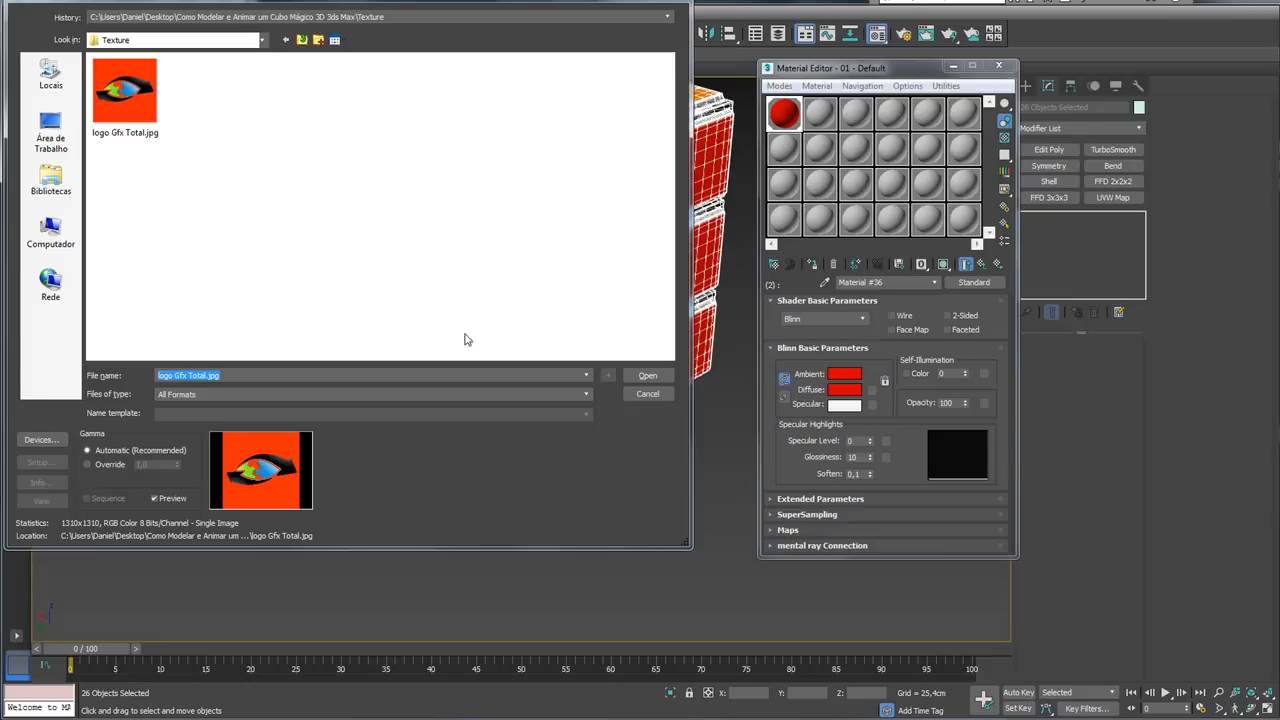 History: C:\Users\Daniel\Desktop\Como Modelar e Animar um Cubo Mágico 3D 3ds Max\Texture
Look in: Texture
Locais
Área de
Trabalho
Bibliotecas
Computador
Rede
logo Gfx Total.jpg
File name: logo Gfx Total.jpg
Open
Files of type: All Formats
Cancel
Name template:
Devices...
Setup...
Info...
View
Gamma
Automatic (Recommended)
Override 1,0
Sequence Preview
Statistics: 1310x1310, RGB Color 8 Bits/Channel - Single Image
Location: C:\Users\Daniel\Desktop\Como Modelar e Animar um ...\logo Gfx Total.jpg
3 Material Editor - 01 - Default
Modes Material Navigation Options Utilities
(2) : Material #36 Standard
Shader Basic Parameters
Blinn Wire 2-Sided
Face Map Faceted
Blinn Basic Parameters
Self-Illumination
Ambient: Color 0
Diffuse:
Specular: Opacity: 100
Specular Highlights
Specular Level: 0
Glossiness: 10
Soften: 0,1
Extended Parameters
SuperSampling
Maps
mental ray Connection
26 Objects Selected
Modifier List
Edit Poly TurboSmooth
Symmetry Bend
Shell FFD 2x2x2
FFD 3x3x3 UVW Map
z
0 / 100
0 5 10 15 20 25 30 35 40 45 50 55 60 65 70 75 80 85 90 95 100
26 Objects Selected X: Y: Z: Grid = 25,4cm Auto Key Selected
Welcome to M Click and drag to select and move objects Add Time Tag Set Key Key Filters... 0